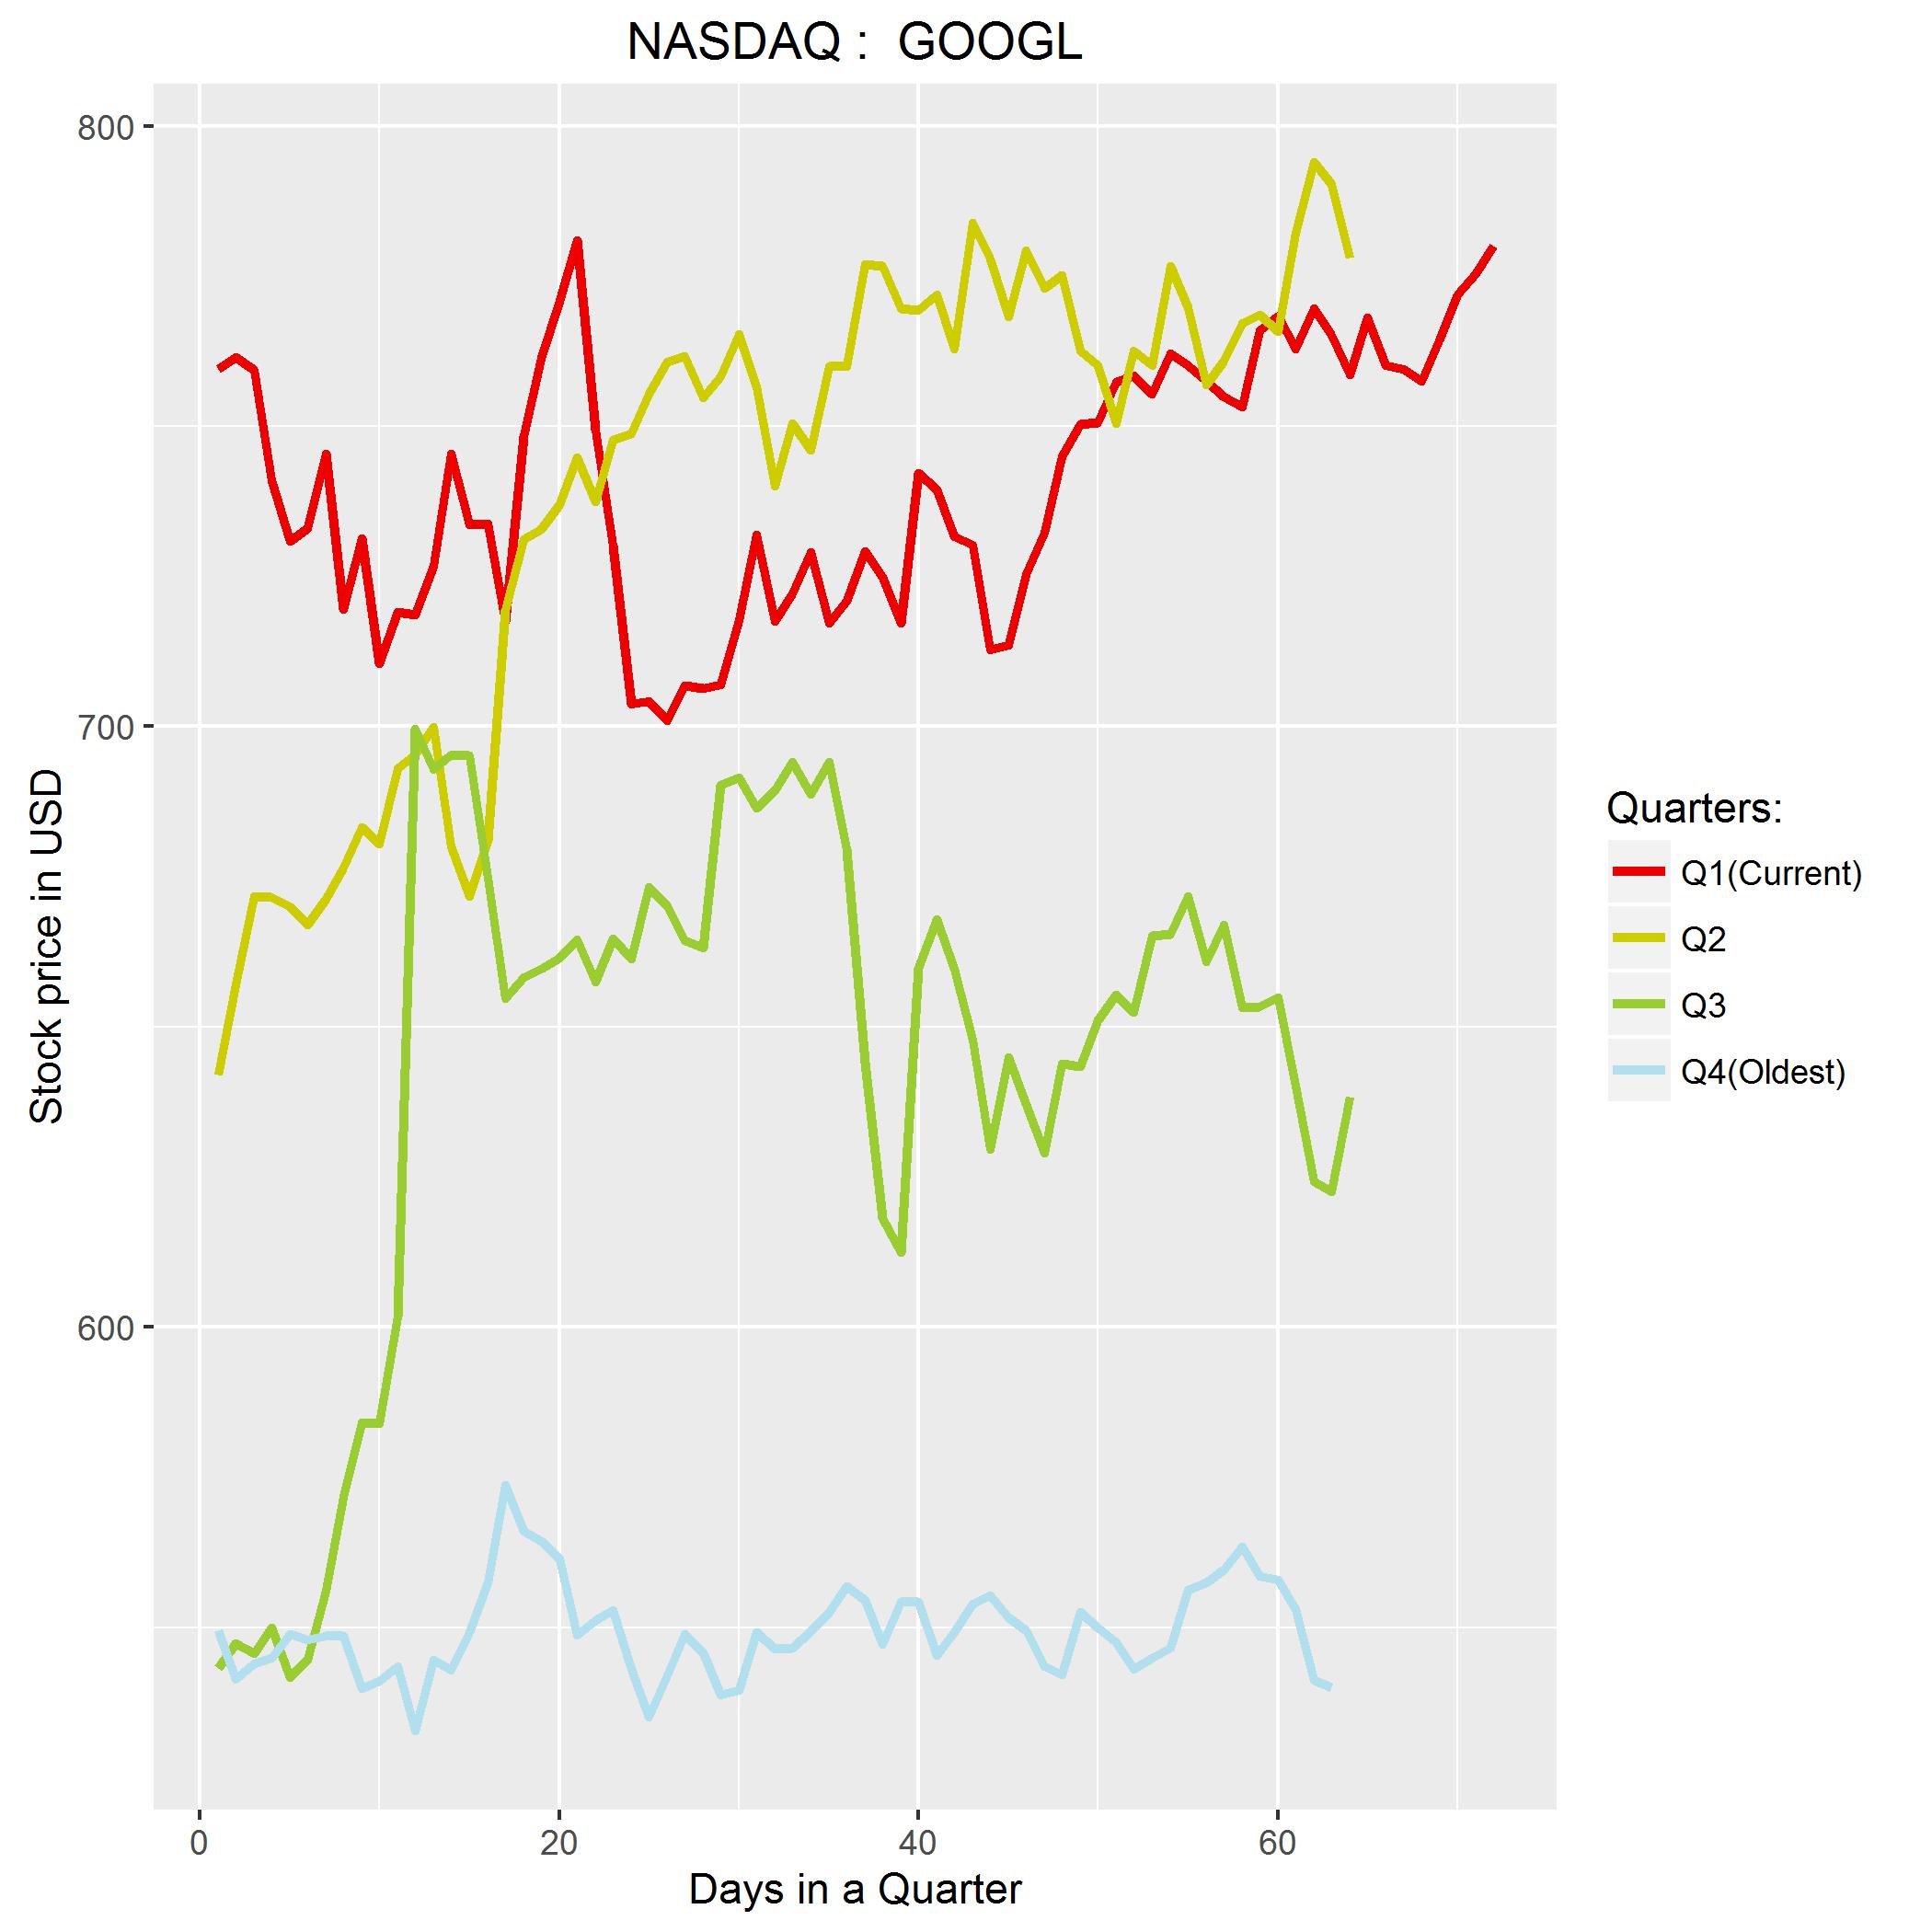 NASDAQ :  GOOGL
800
700
600
Stock price in USD
0 20 40 60
Days in a Quarter
Quarters:
Q1(Current)
Q2
Q3
Q4(Oldest)